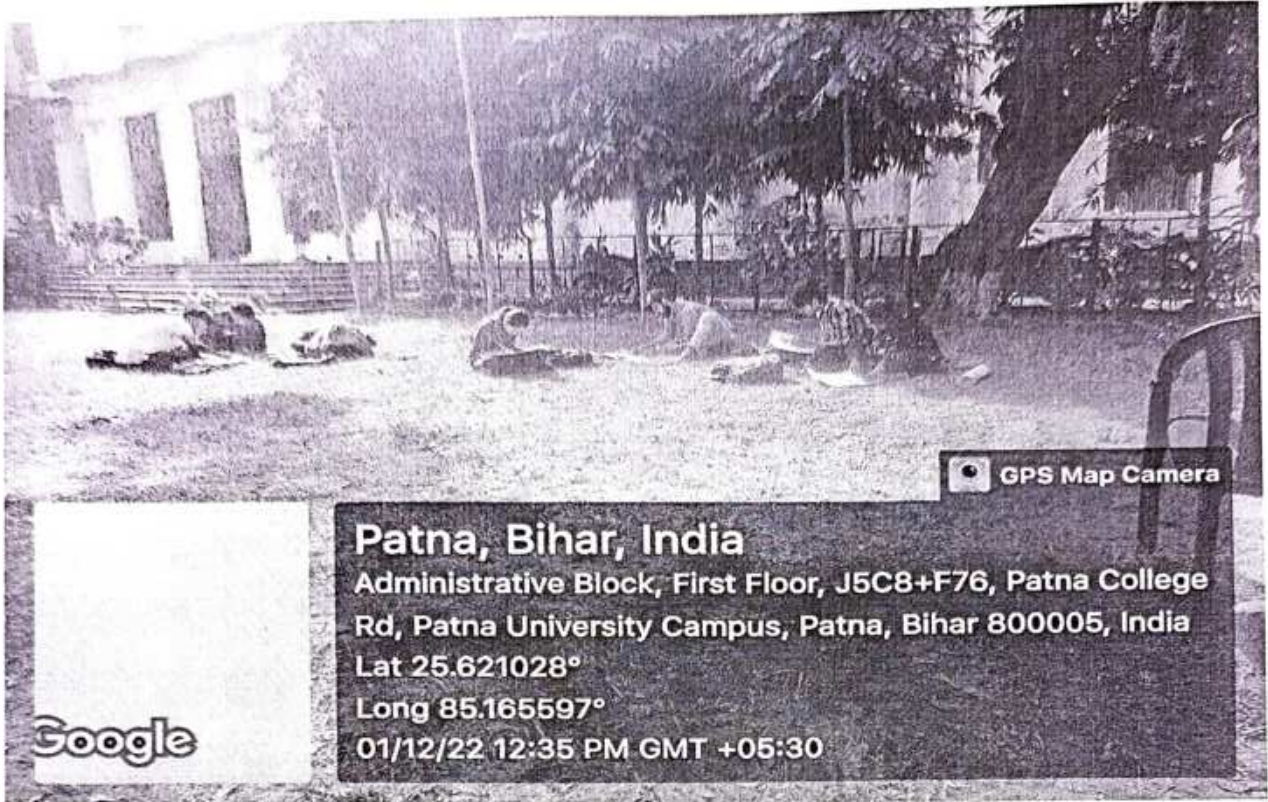 GPS Map Camera
Patna, Bihar, India
Administrative Block, First Floor, J5C8+F76, Patna College
Rd, Patna University Campus, Patna, Bihar 800005, India
Lat 25.621028°
Long 85.165597°
01/12/22 12:35 PM GMT +05:30
Google